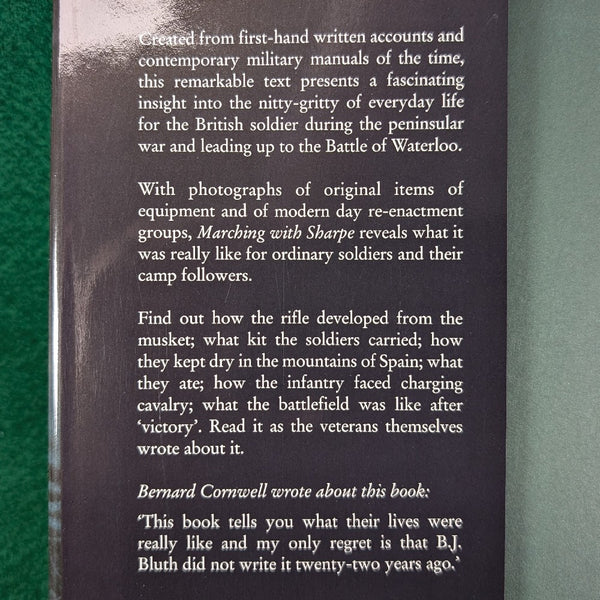 Created from first-hand written accounts and
contemporary military manuals of the time,
this remarkable text presents a fascinating
insight into the nitty-gritty of everyday life
for the British soldier during the peninsular
war and leading up to the Battle of Waterloo.
With photographs of original items of
equipment and of modern day re-enactment
groups, Marching with Sharpe reveals what it
was really like for ordinary soldiers and their
camp followers.
Find out how the rifle developed from the
musket; what kit the soldiers carried; how
they kept dry in the mountains of Spain; what
they ate; how the infantry faced charging
cavalry; what the battlefield was like after
‘victory’. Read it as the veterans themselves
wrote about it.
Bernard Cornwell wrote about this book:
‘This book tells you what their lives were
really like and my only regret is that B.J.
Bluth did not write it twenty-two years ago.’